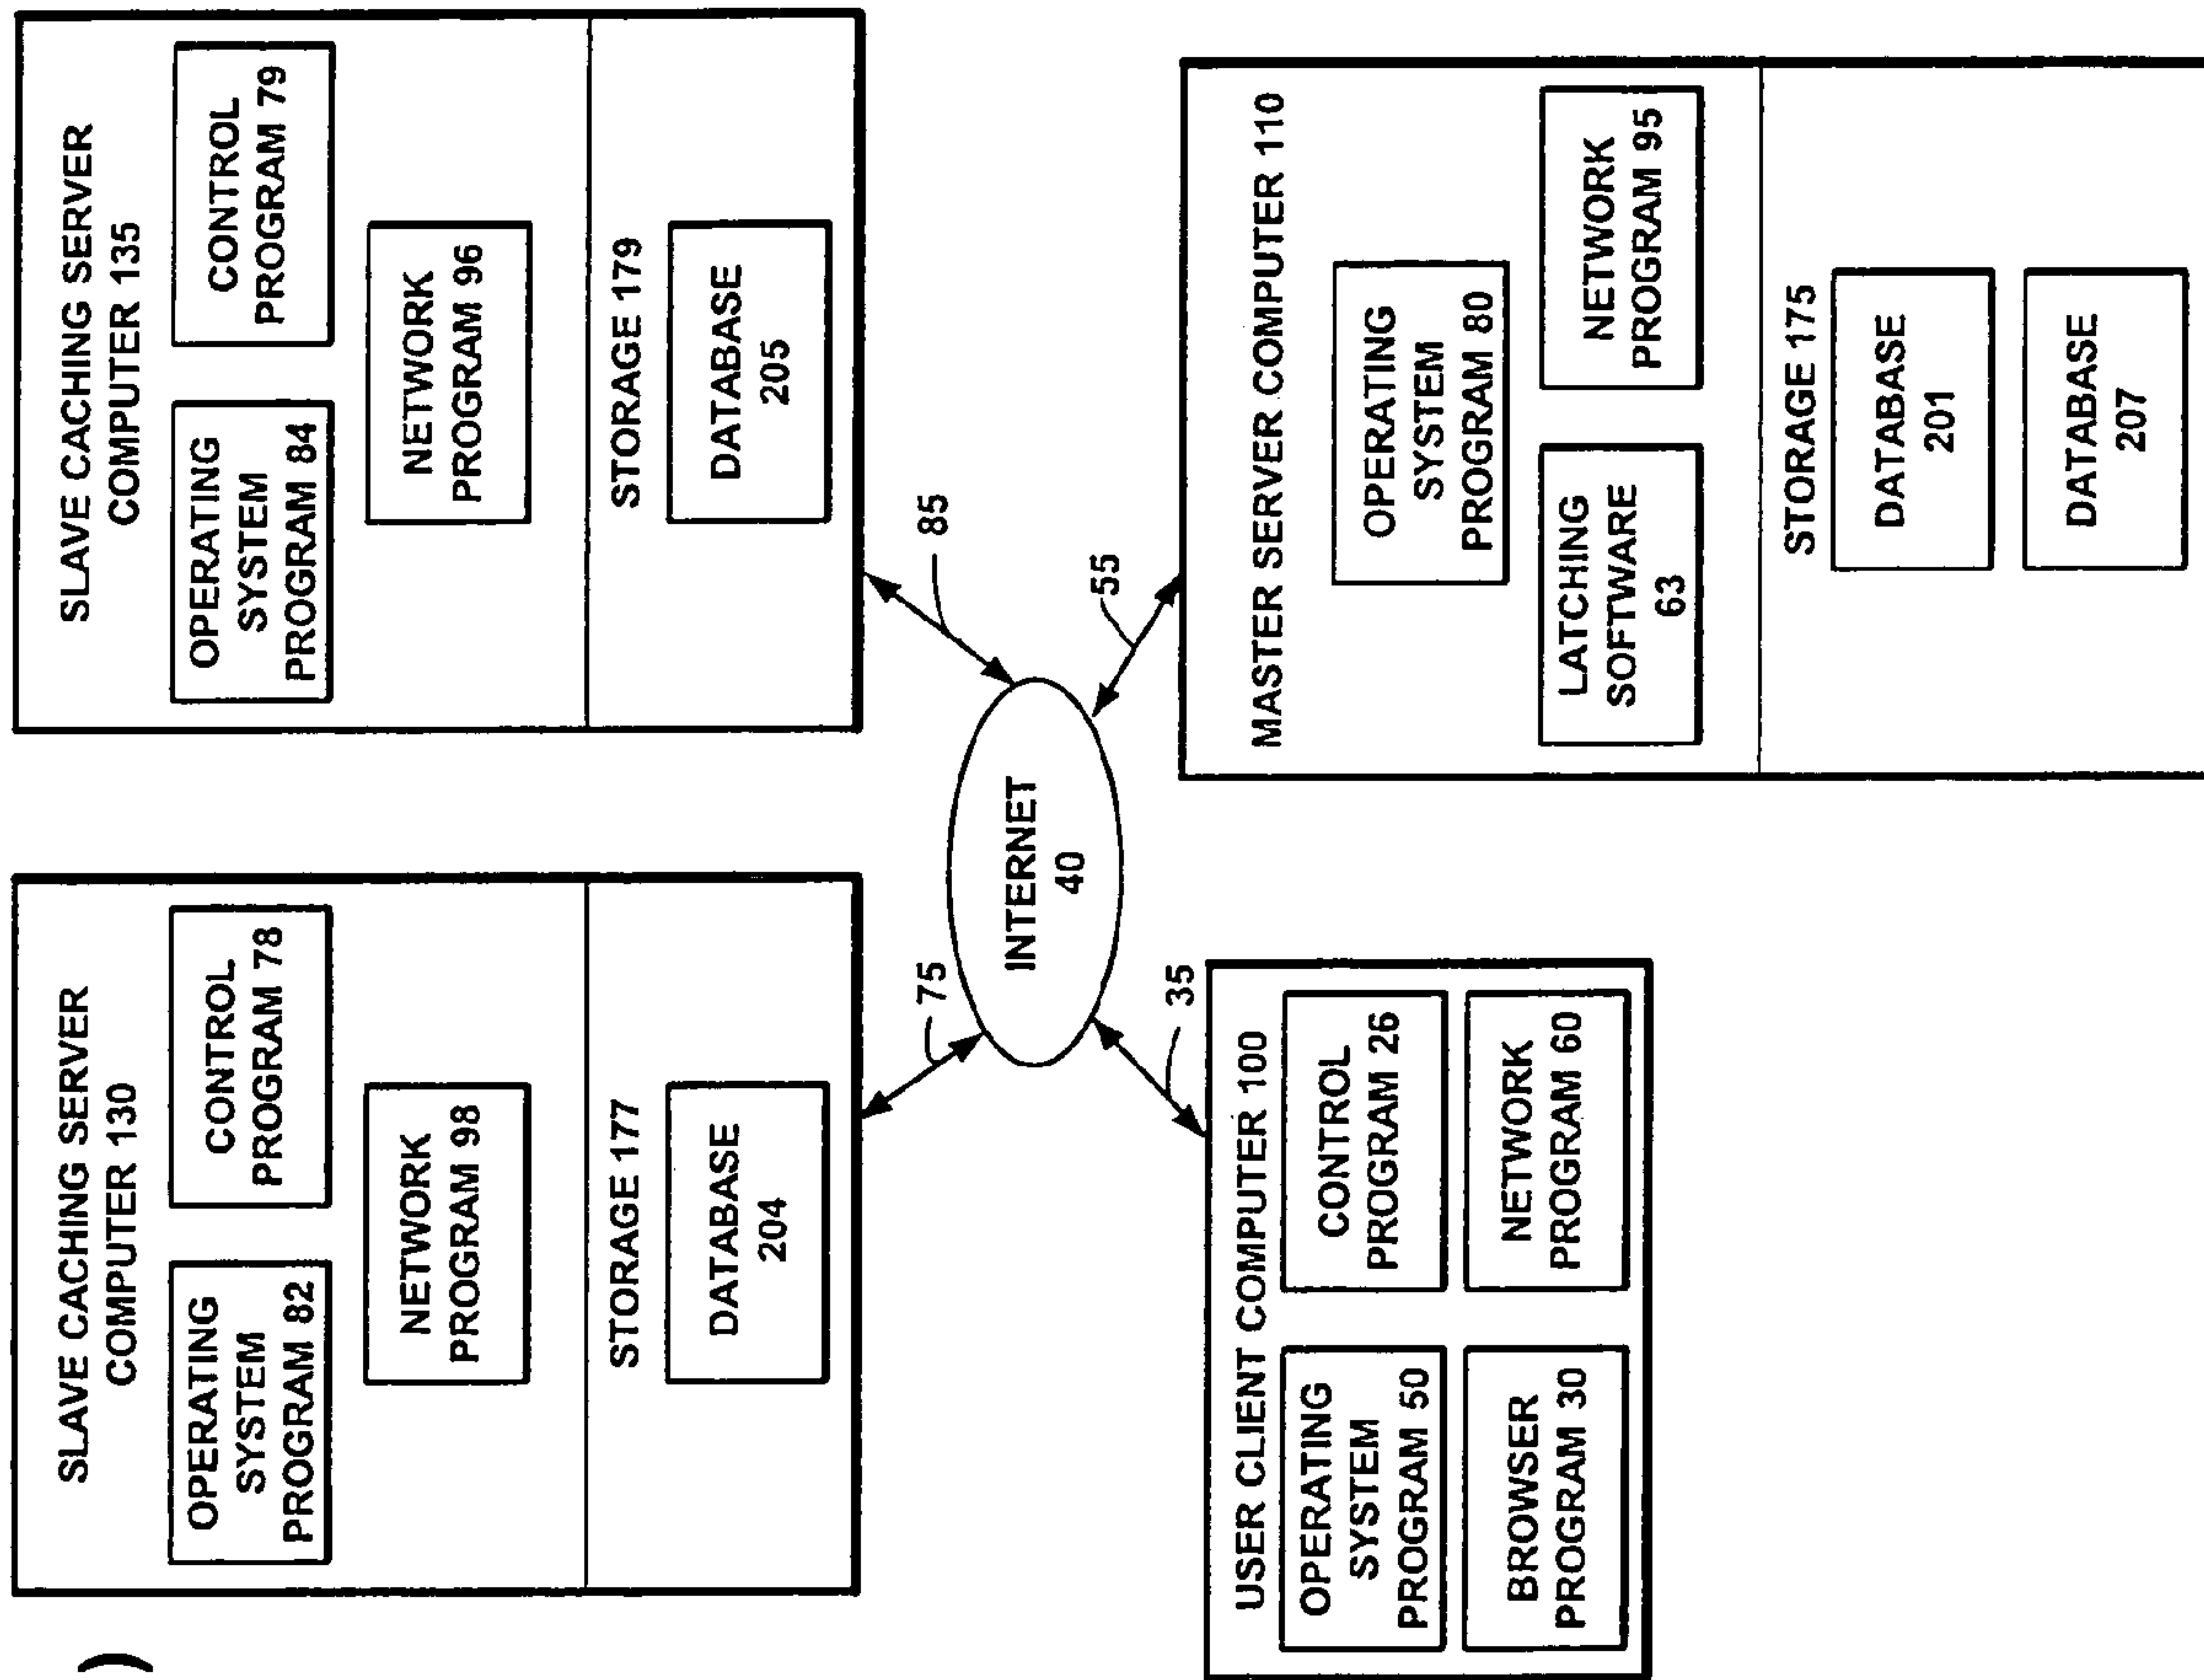 SLAVE CACHING SERVER
COMPUTER 130
OPERATING
SYSTEM
PROGRAM 82
CONTROL
PROGRAM 78
NETWORK
PROGRAM 98
STORAGE 177
DATABASE
204
SLAVE CACHING SERVER
COMPUTER 135
OPERATING
SYSTEM
PROGRAM 84
CONTROL
PROGRAM 79
NETWORK
PROGRAM 96
STORAGE 179
DATABASE
205
75
85
INTERNET
40
35
55
USER CLIENT COMPUTER 100
OPERATING
SYSTEM
PROGRAM 50
CONTROL
PROGRAM 26
BROWSER
PROGRAM 30
NETWORK
PROGRAM 60
MASTER SERVER COMPUTER 110
OPERATING
SYSTEM
PROGRAM 80
LATCHING
SOFTWARE
63
NETWORK
PROGRAM 95
STORAGE 175
DATABASE
201
DATABASE
207